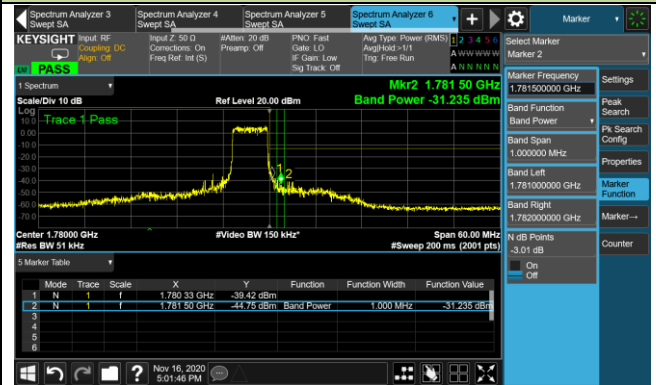 Spectrum Analyzer 3 Spectrum Analyzer 4 Spectrum Analyzer 5 Spectrum Analyzer 6 Marker
Swept SA Swept SA Swept SA Swept SA
KEYSIGHT Input: RF Input Z: 50 Ω #Atten: 20 dB PNO: Fast Avg Type: Power (RMS) 1 2 3 4 5 6
Coupling: DC Corrections: On Preamp: Off Gate: LO Avg|Hold:>1/1 A W W W W W
Align: Off Freq Ref: Int (S) IF Gain: Low Trig: Free Run
PASS Sig Track: Off A N N N N N
Select Marker
Marker 2
1 Spectrum
Mkr2 1.781 50 GHz
Scale/Div 10 dB Ref Level 20.00 dBm Band Power -31.235 dBm
Log
Trace 1 Pass
10.0
0.00
-10.0
-20.0
-30.0
-40.0
-50.0
-60.0
-70.0
1
2
Center 1.78000 GHz #Video BW 150 kHz* Span 60.00 MHz
#Res BW 51 kHz #Sweep 200 ms (2001 pts)
5 Marker Table
Mode Trace Scale X Y Function Function Width Function Value
1 N 1 f 1.780 33 GHz -39.42 dBm
2 N 1 f 1.781 50 GHz -44.75 dBm Band Power 1.000 MHz -31.235 dBm
3
4
5
6
Marker Frequency
1.781500000 GHz
Band Function
Band Power
Band Span
1.000000 MHz
Band Left
1.781000000 GHz
Band Right
1.782000000 GHz
N dB Points
-3.01 dB
On
Off
Settings
Peak
Search
Pk Search
Config
Properties
Marker
Function
Marker→
Counter
Nov 16, 2020
5:01:46 PM